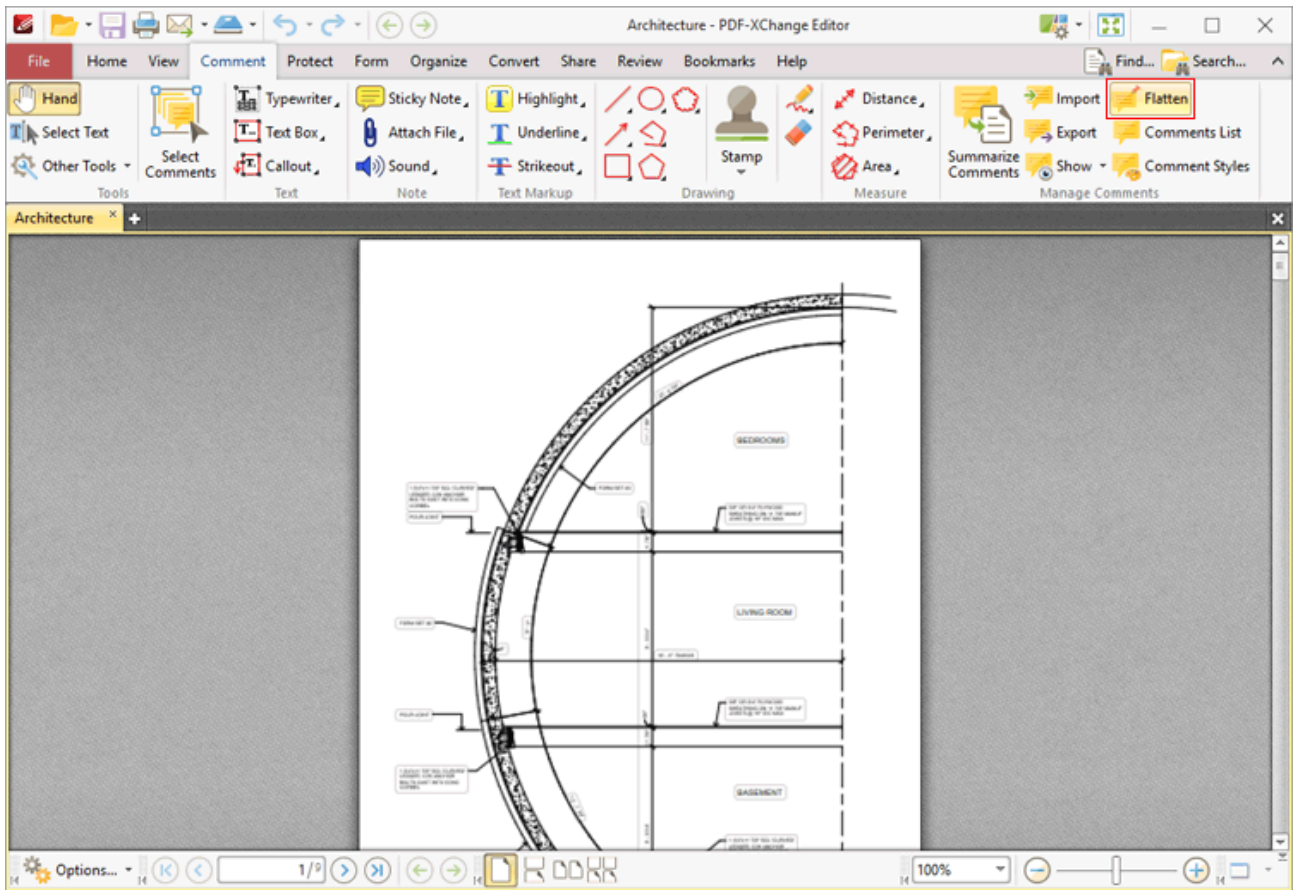 Architecture - PDF-XChange Editor
File Home View Comment Protect Form Organize Convert Share Review Bookmarks Help Find... Search...
Hand Typewriter Sticky Note Highlight Distance Import Flatten
Select Text Text Box Attach File Underline Perimeter Export Comments List
Other Tools Select Comments Callout Sound Strikeout Stamp Area Summarize Comments Show Comment Styles
Tools Text Note Text Markup Drawing Measure Manage Comments
Architecture
BEDROOMS
LIVING ROOM
BASEMENT
Options... 1/9 100%